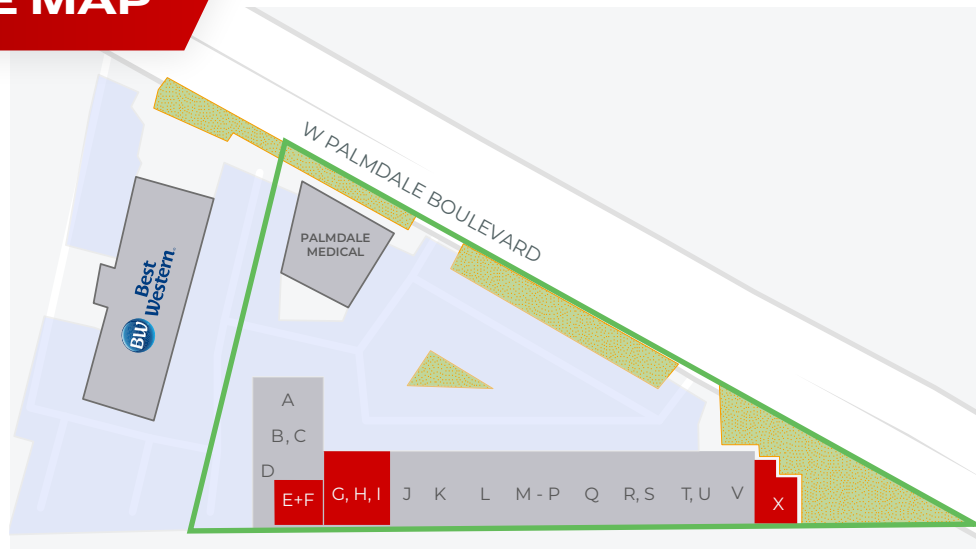 E MAP
W PALMDALE BOULEVARD
PALMDALE
MEDICAL
Best
Western
BW
A
B, C
D
E+F
G, H, I
J
K
L
M - P
Q
R, S
T, U
V
X